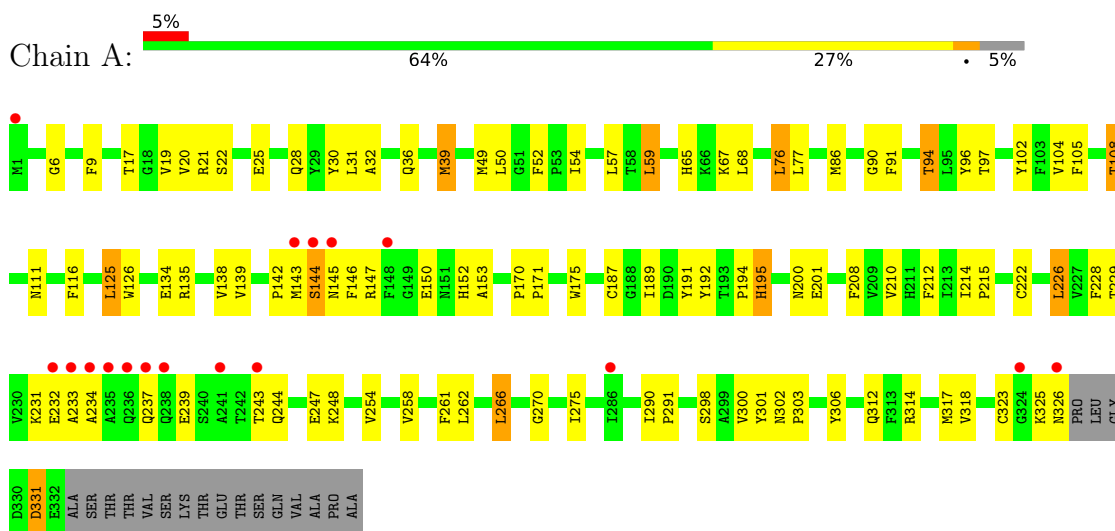 5%
Chain A:
64% 27% • 5%
M1 G6 F9 T17 G18 V19 V20 R21 S22 E25 Q28 Y29 Y30 L31 A32 Q36 M39 M49 L50 G51 F52 P53 I54 L57 T58 L59 H65 K66 K67 L68 L76 L77 M86 G90 F91 T94 L95 Y96 T97 Y102 F103 V104 F105 T108
N111 F116 L125 W126 E134 R135 V138 V139 P142 M143 S144 N145 F146 R147 F148 G149 E150 N151 H152 A153 P170 P171 W175 C187 G188 I189 D190 Y191 Y192 T193 P194 H195 N200 E201 F208 V209 V210 H211 F212 I213 I214 P215 C222 L226 V227 F228 T229
V230 K231 E232 A233 A234 A235 Q236 Q237 Q238 E239 S240 A241 T242 T243 Q244 E247 K248 V254 V258 F261 L262 L266 G270 I275 I286 I290 P291 S298 A299 V300 Y301 N302 P303 Y306 Q312 F313 R314 M317 V318 C323 G324 K325 N326 PRO LEU GLY
D330 D331 E332 ALA SER THR THR VAL SER LYS THR GLU THR SER GLN VAL ALA PRO ALA